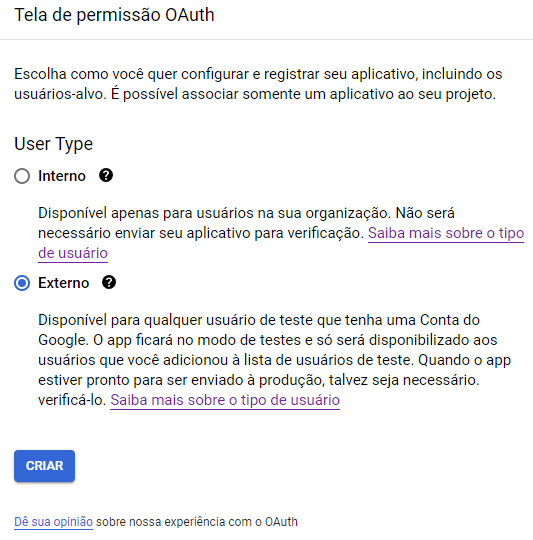 Tela de permissão OAuth
Escolha como você quer configurar e registrar seu aplicativo, incluindo os
usuários-alvo. É possível associar somente um aplicativo ao seu projeto.
User Type
Interno ?
Disponível apenas para usuários na sua organização. Não será
necessário enviar seu aplicativo para verificação. Saiba mais sobre o tipo
de usuário
Externo ?
Disponível para qualquer usuário de teste que tenha uma Conta do
Google. O app ficará no modo de testes e só será disponibilizado aos
usuários que você adicionou à lista de usuários de teste. Quando o app
estiver pronto para ser enviado à produção, talvez seja necessário.
verificá-lo. Saiba mais sobre o tipo de usuário
CRIAR
Dê sua opinião sobre nossa experiência com o OAuth